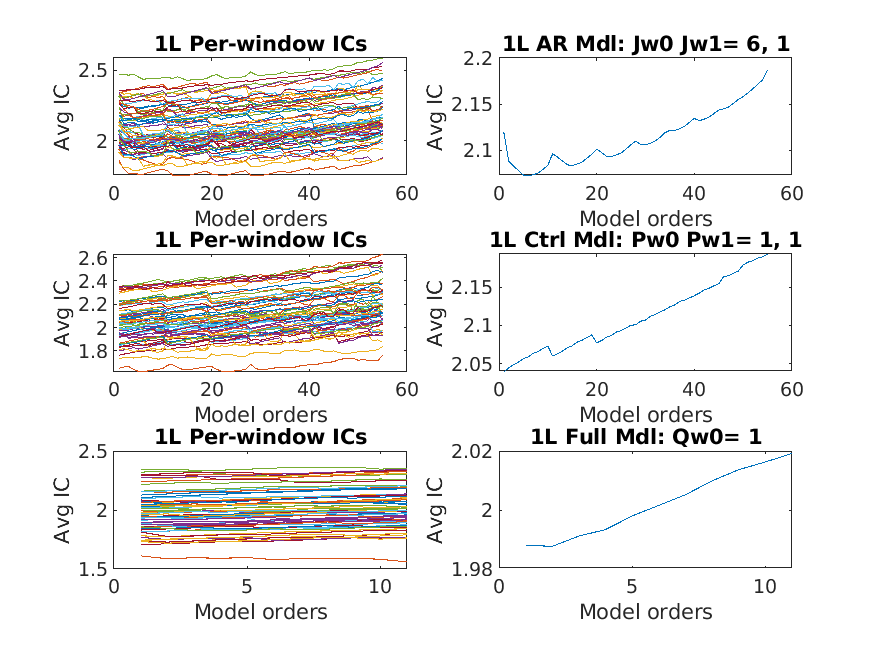 1L Per-window ICs
Avg IC
2.5
2
0 20 40 60
Model orders
1L AR Mdl: Jw0 Jw1= 6, 1
Avg IC
2.2
2.15
2.1
0 20 40 60
Model orders
1L Per-window ICs
Avg IC
2.6
2.4
2.2
2
1.8
0 20 40 60
Model orders
1L Ctrl Mdl: Pw0 Pw1= 1, 1
Avg IC
2.15
2.1
2.05
0 20 40 60
Model orders
1L Per-window ICs
Avg IC
2.5
2
1.5
0 5 10
Model orders
1L Full Mdl: Qw0= 1
Avg IC
2.02
2
1.98
0 5 10
Model orders